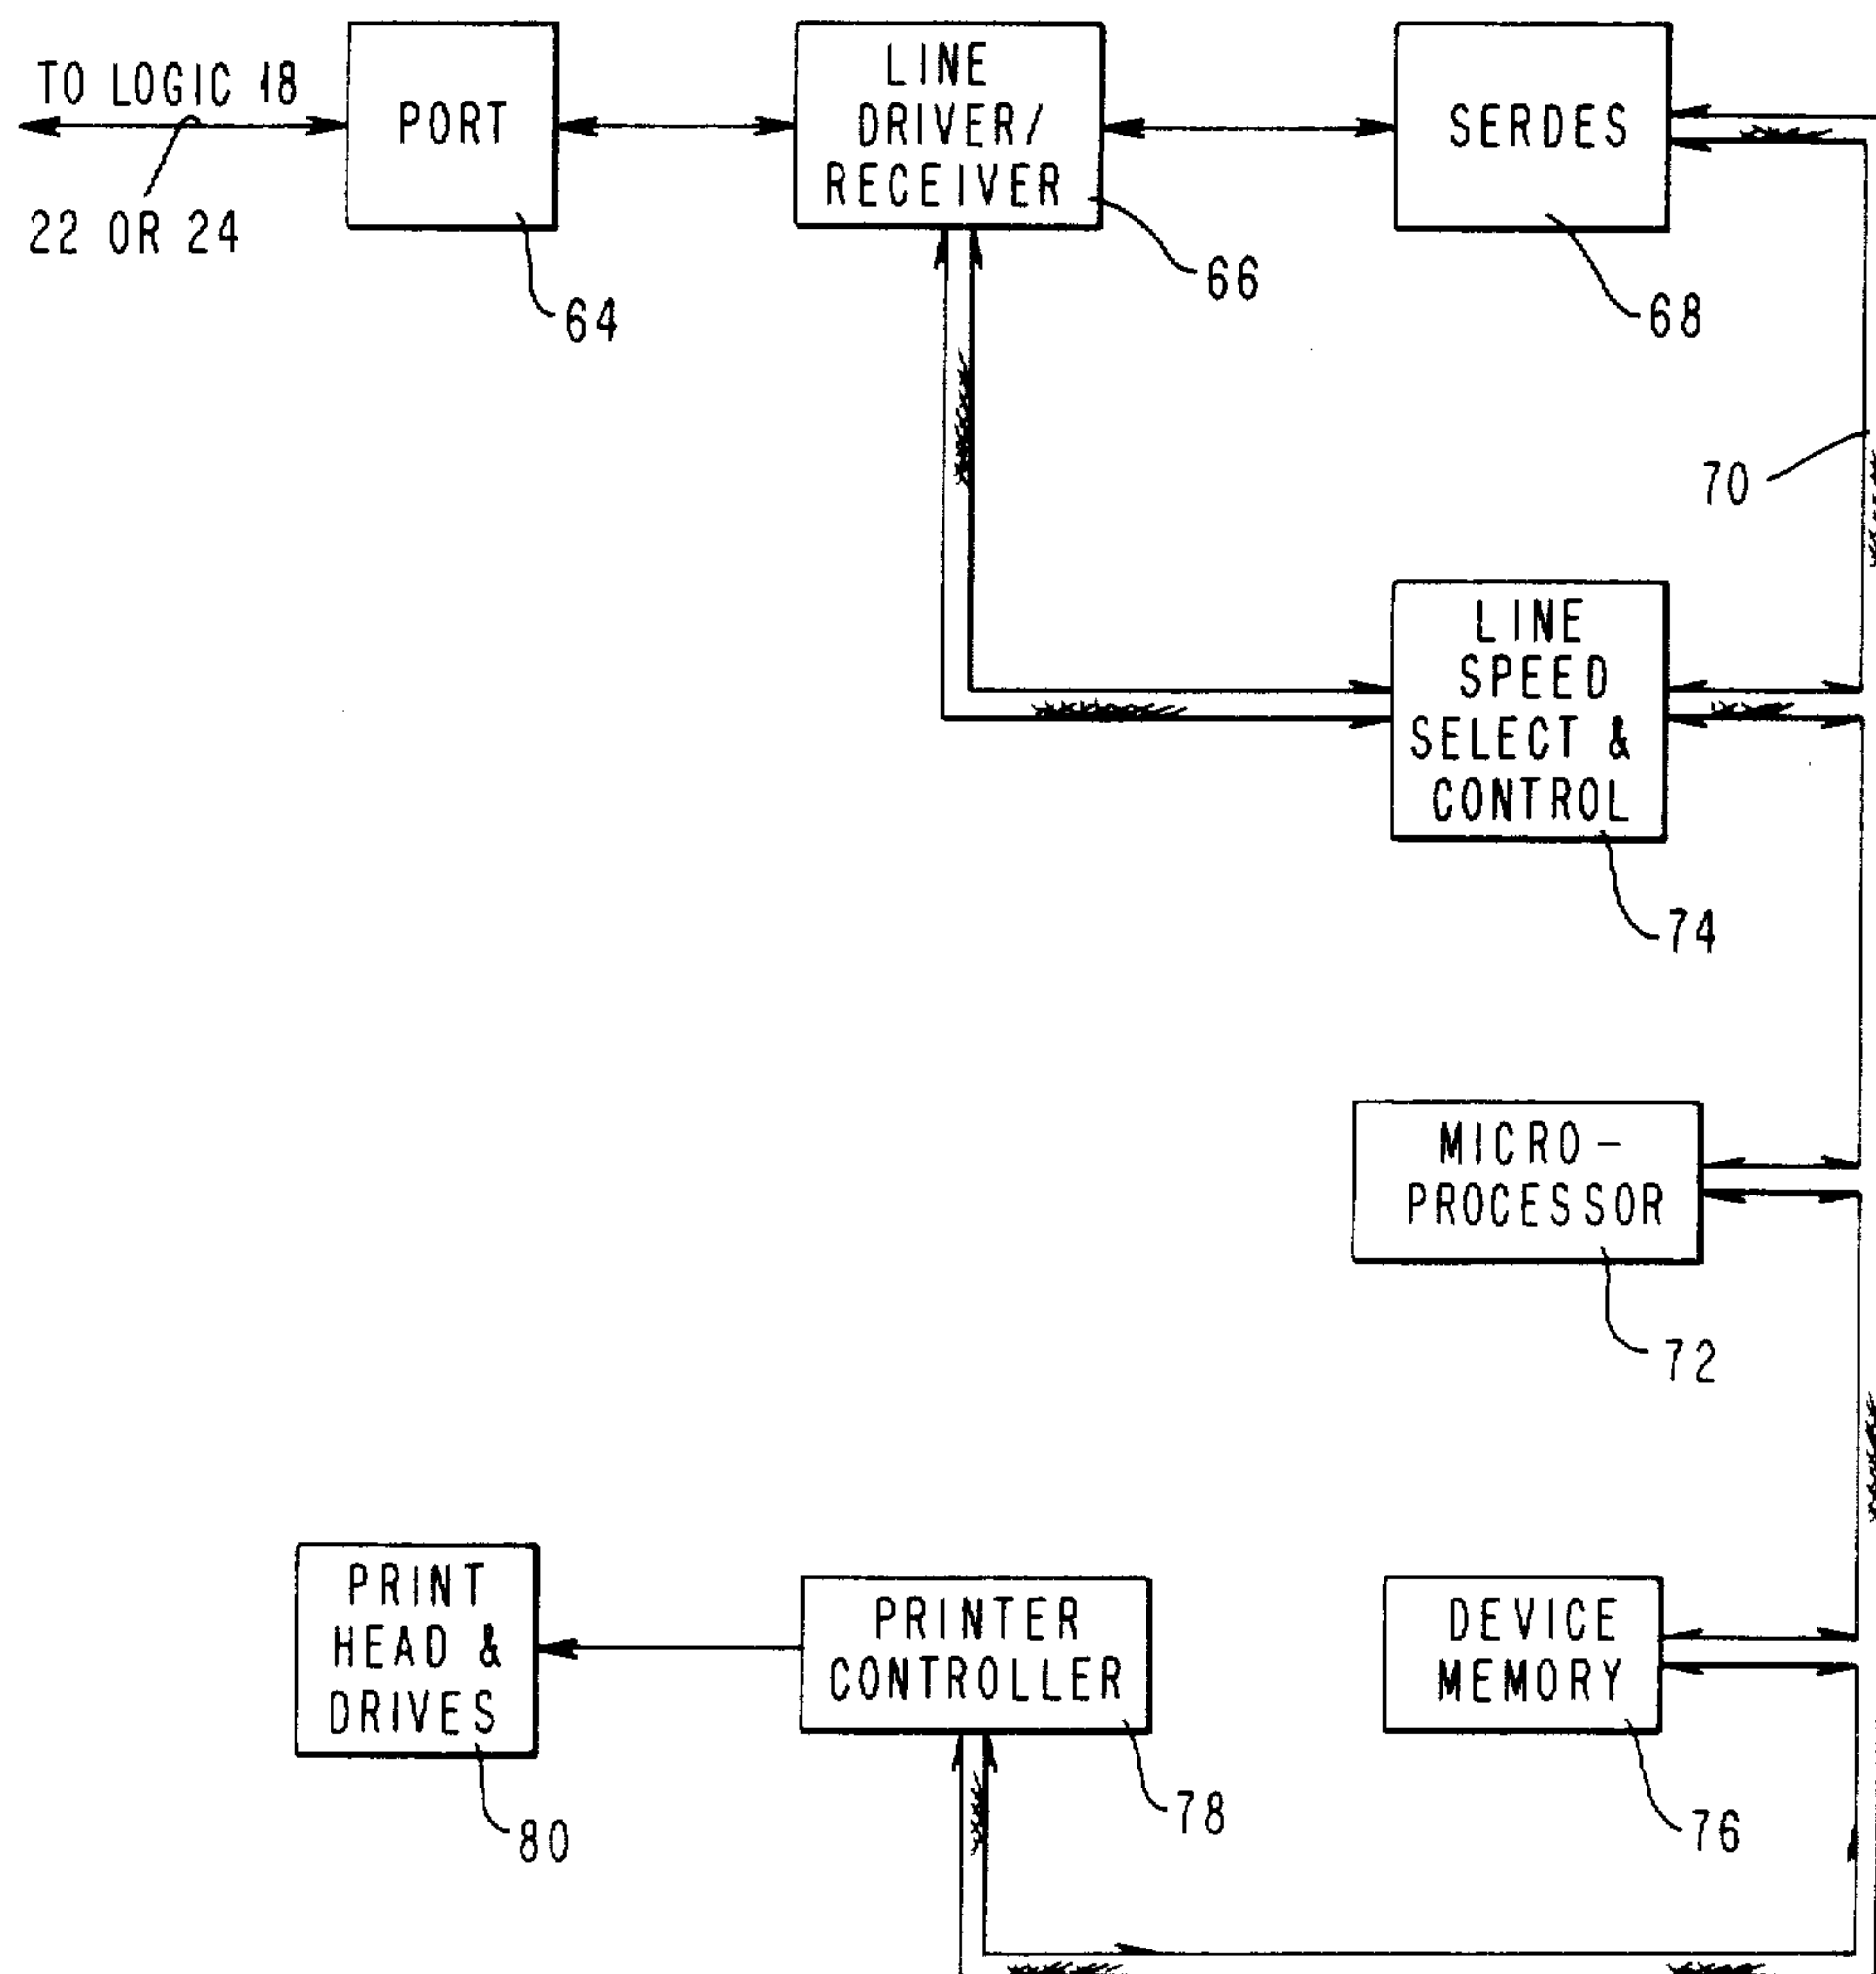 TO LOGIC 18
22 OR 24
PORT
64
LINE
DRIVER/
RECEIVER
66
SERDES
68
70
LINE
SPEED
SELECT &
CONTROL
74
MICRO-
PROCESSOR
72
PRINT
HEAD &
DRIVES
80
PRINTER
CONTROLLER
78
DEVICE
MEMORY
76